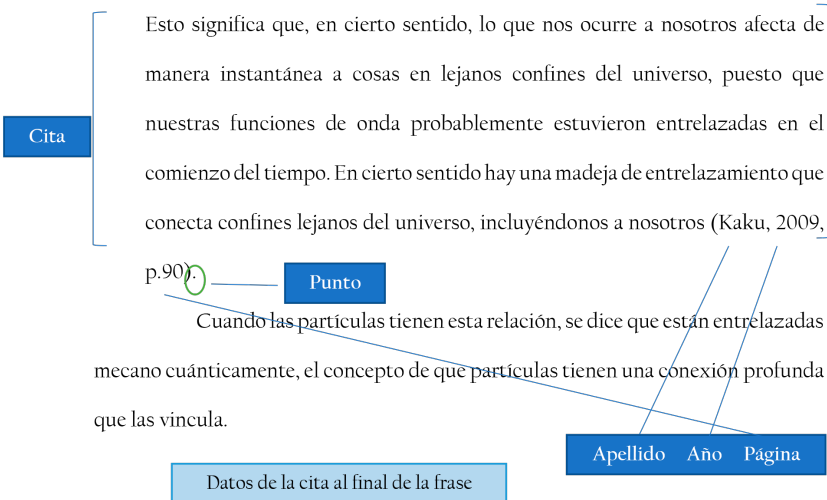 Esto significa que, en cierto sentido, lo que nos ocurre a nosotros afecta de
manera instantánea a cosas en lejanos confines del universo, puesto que
nuestras funciones de onda probablemente estuvieron entrelazadas en el
Cita
comienzo del tiempo. En cierto sentido hay una madeja de entrelazamiento que
conecta confines lejanos del universo, incluyéndonos a nosotros (Kaku, 2009,
p.90).
Punto
Cuando las partículas tienen esta relación, se dice que están entrelazadas
mecano cuánticamente, el concepto de que partículas tienen una conexión profunda
que las vincula.
Apellido Año Página
Datos de la cita al final de la frase